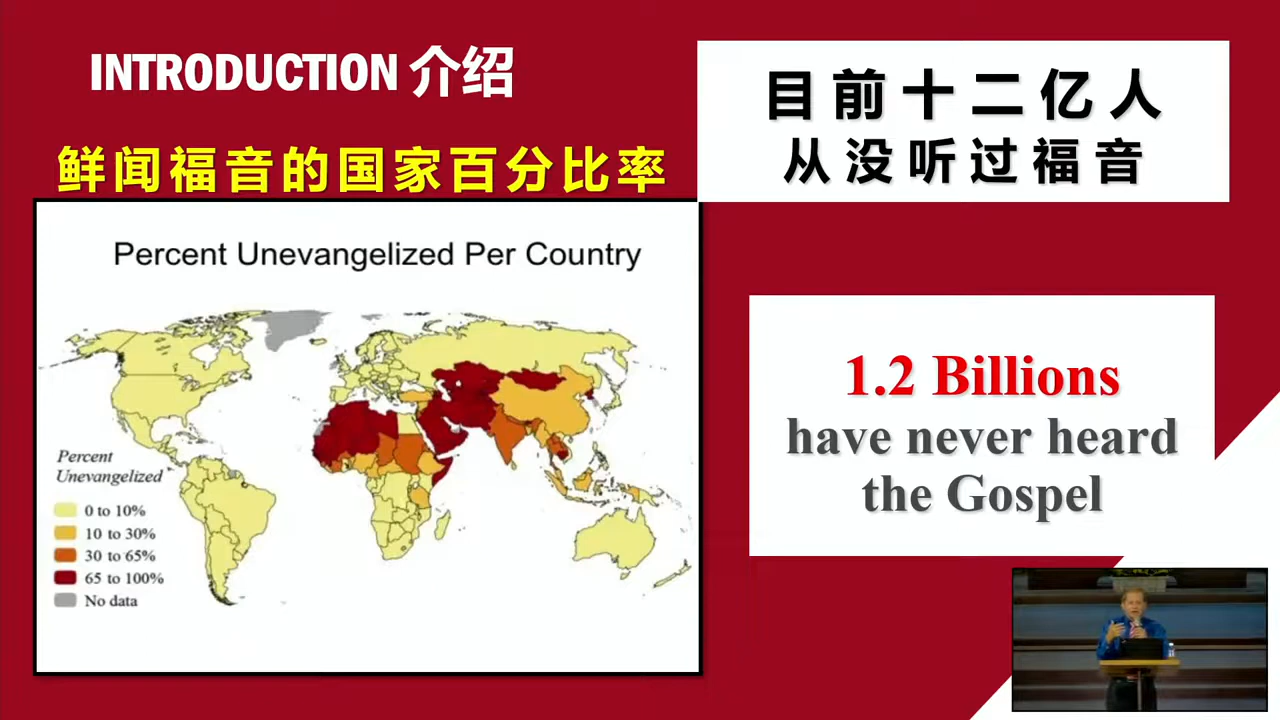 INTRODUCTION 介绍
目前十二亿人
从没听过福音
鲜闻福音的国家百分比率
Percent Unevangelized Per Country
Percent
Unevangelized
0 to 10%
10 to 30%
30 to 65%
65 to 100%
No data
1.2 Billions
have never heard
the Gospel